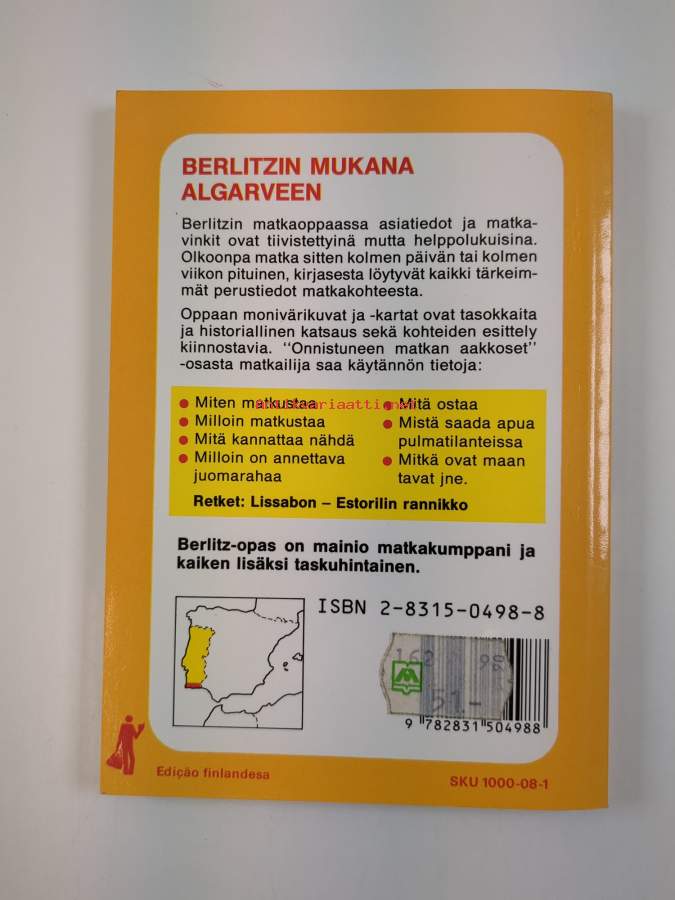 BERLITZIN MUKANA
ALGARVEEN
Berlitzin matkaoppaassa asiatiedot ja matka-
vinkit ovat tiivistettyinä mutta helppolukuisina.
Olkoonpa matka sitten kolmen päivän tai kolmen
viikon pituinen, kirjasesta löytyvät kaikki tärkeim-
mät perustiedot matkakohteesta.
Oppaan monivärikuvat ja -kartat ovat tasokkaita
ja historiallinen katsaus sekä kohteiden esittely
kiinnostavia. “Onnistuneen matkan aakkoset”
-osasta matkailija saa käytännön tietoja:
• Miten matkustaa
• Milloin matkustaa
• Mitä kannattaa nähdä
• Milloin on annettava
juomarahaa
• Mitä ostaa
• Mistä saada apua
pulmatilanteissa
• Mitkä ovat maan
tavat jne.
Antikvariaatti.net
Retket: Lissabon – Estorilin rannikko
Berlitz-opas on mainio matkakumppani ja
kaiken lisäksi taskuhintainen.
ISBN 2-8315-0498-8
51.-
9 782831 504988
Edição finlandesa
SKU 1000-08-1